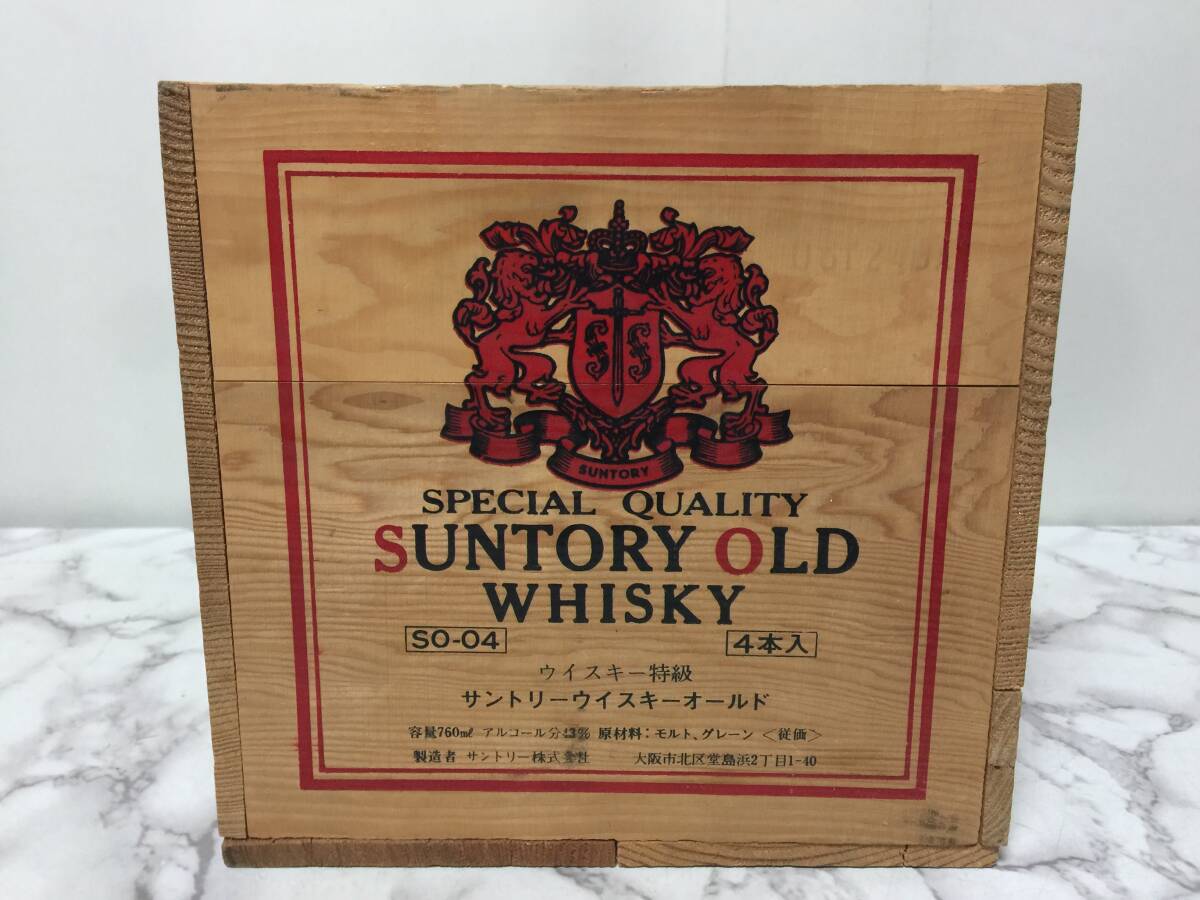 SUNTORY
SPECIAL QUALITY
SUNTORY OLD
WHISKY
SO-04 4本入
ウイスキー特級
サントリーウイスキーオールド
容量760ml アルコール分43% 原材料:モルト、グレーン <従価>
製造者 サントリー株式会社 大阪市北区堂島浜2丁目1-40